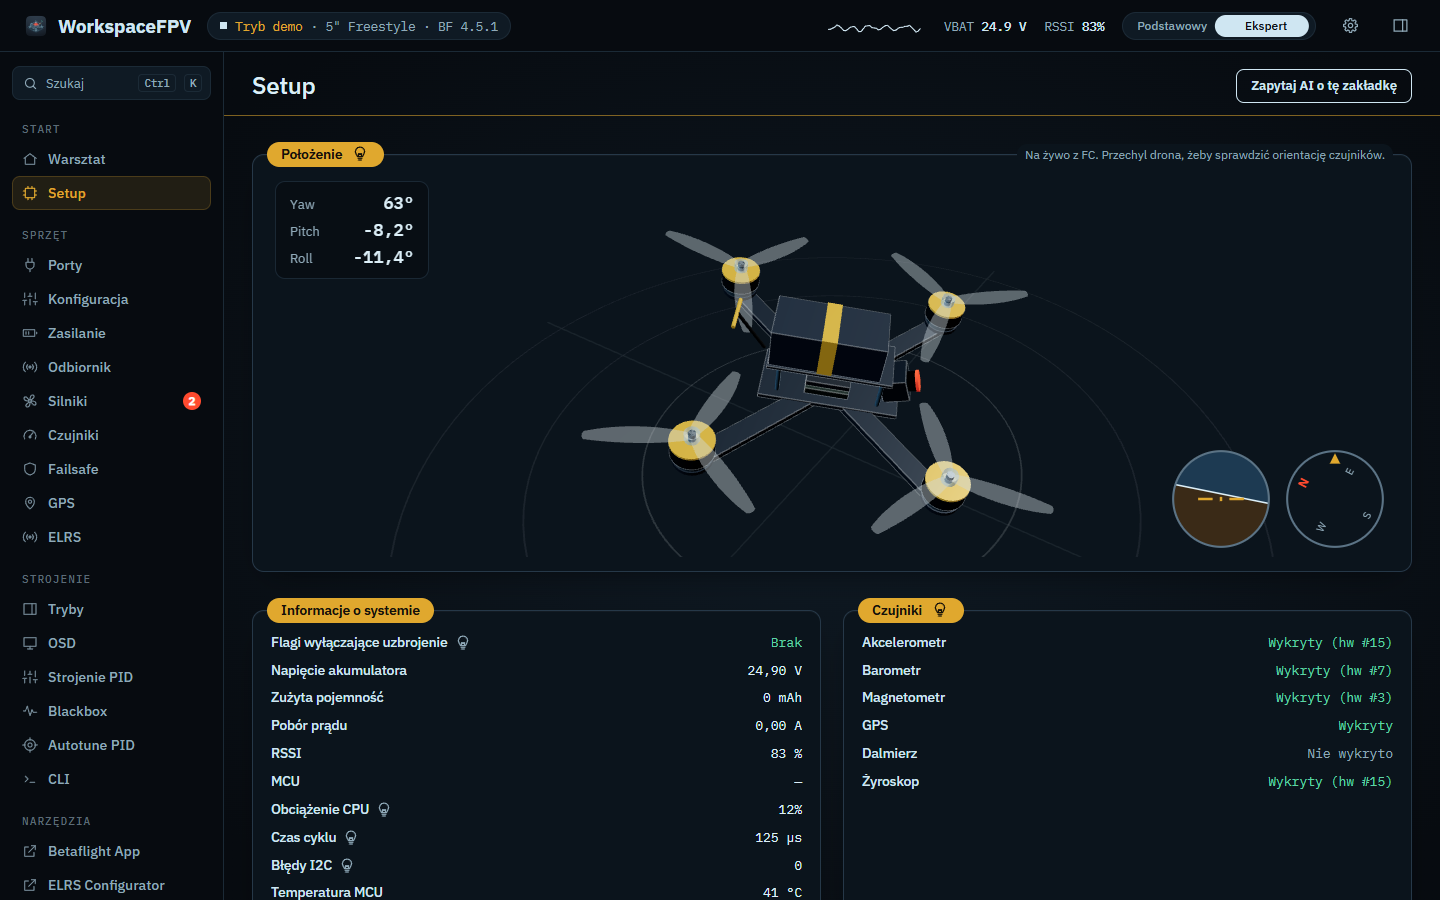 WorkspaceFPV
Tryb demo · 5" Freestyle · BF 4.5.1
VBAT 24.9 V
RSSI 83%
Podstawowy
Ekspert
Szukaj
Ctrl
K
START
Warsztat
Setup
SPRZĘT
Porty
Konfiguracja
Zasilanie
Odbiornik
Silniki
2
Czujniki
Failsafe
GPS
ELRS
STROJENIE
Tryby
OSD
Strojenie PID
Blackbox
Autotune PID
CLI
NARZĘDZIA
Betaflight App
ELRS Configurator
Setup
Zapytaj AI o tę zakładkę
Położenie
Na żywo z FC. Przechyl drona, żeby sprawdzić orientację czujników.
Yaw 63°
Pitch -8,2°
Roll -11,4°
N
E
W
S
Informacje o systemie
Flagi wyłączające uzbrojenie Brak
Napięcie akumulatora 24,90 V
Zużyta pojemność 0 mAh
Pobór prądu 0,00 A
RSSI 83 %
MCU —
Obciążenie CPU 12%
Czas cyklu 125 µs
Błędy I2C 0
Temperatura MCU 41 °C
Czujniki
Akcelerometr Wykryty (hw #15)
Barometr Wykryty (hw #7)
Magnetometr Wykryty (hw #3)
GPS Wykryty
Dalmierz Nie wykryto
Żyroskop Wykryty (hw #15)